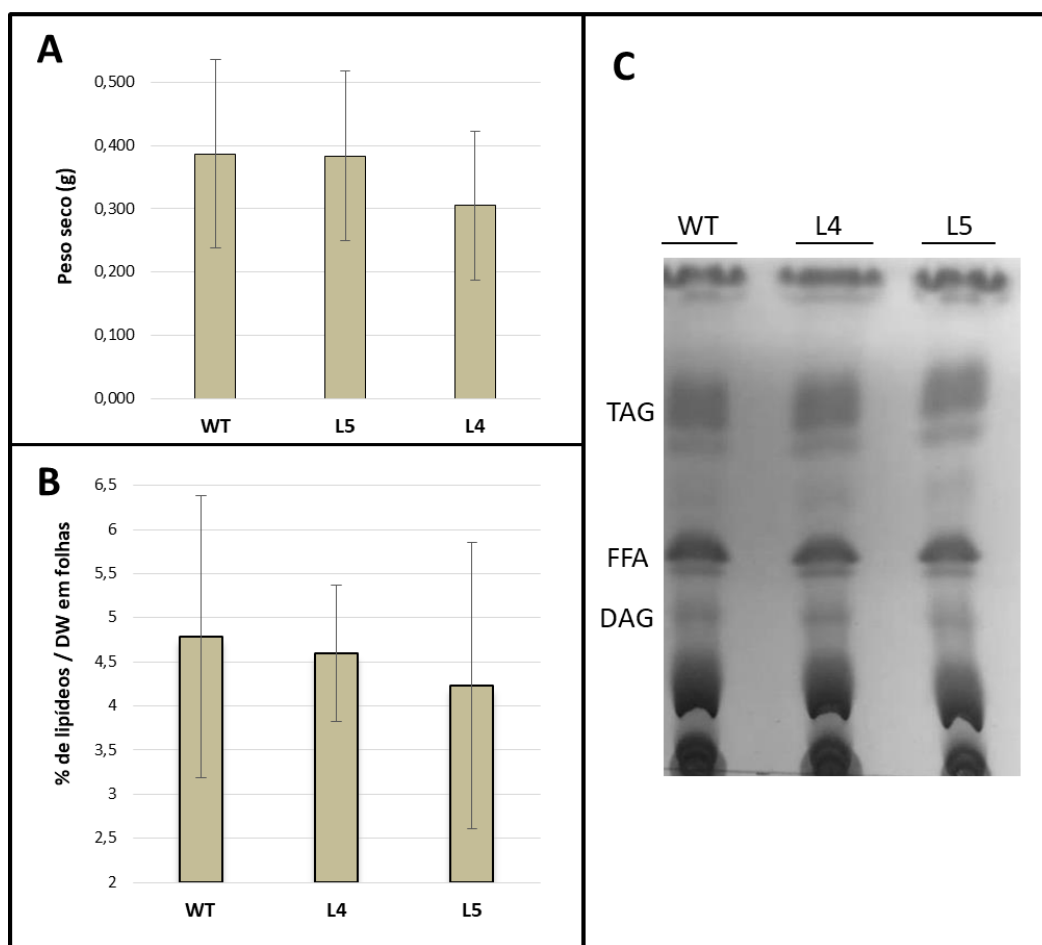 A
Peso seco (g)
0,500
0,400
0,300
0,200
0,100
0,000
WT L5 L4
B
% de lipídeos / DW em folhas
6,5
6
5,5
5
4,5
4
3,5
3
2,5
2
WT L4 L5
C
WT L4 L5
TAG
FFA
DAG